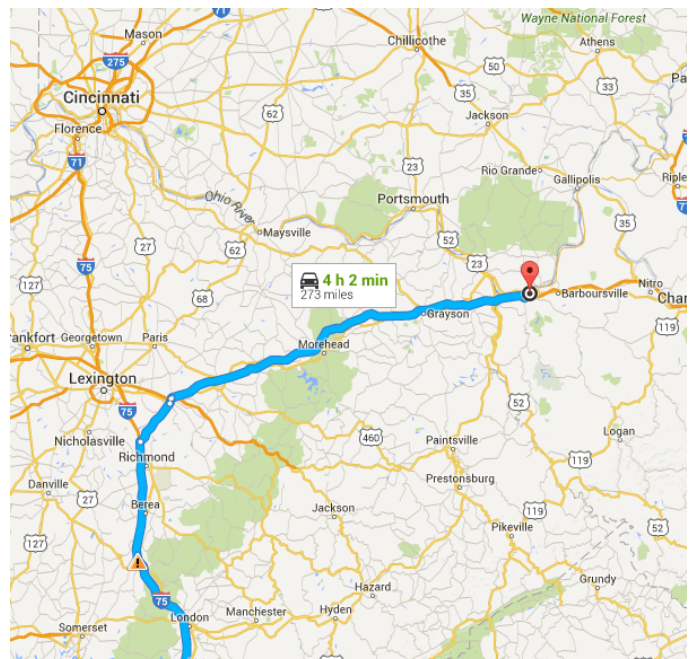 71
Wayne National Forest
Mason
Chillicothe
Athens
275
50
Cincinnati
33
35
Florence
62
Jackson
71
23
Rio Grande
Gallipolis
Riple
Ohio River
Portsmouth
77
27
Maysville
52
35
62
75
23
4 h 2 min
273 miles
127
68
Barboursville
Nitro
Char
Grayson
119
rankfort
Georgetown
Paris
Morehead
Lexington
75
52
Nicholasville
460
Logan
Paintsville
119
Richmond
Danville
27
Prestonsburg
Berea
Jackson
119
127
Pikeville
52
Hazard
Grundy
75
London
Manchester
Hyden
Somerset